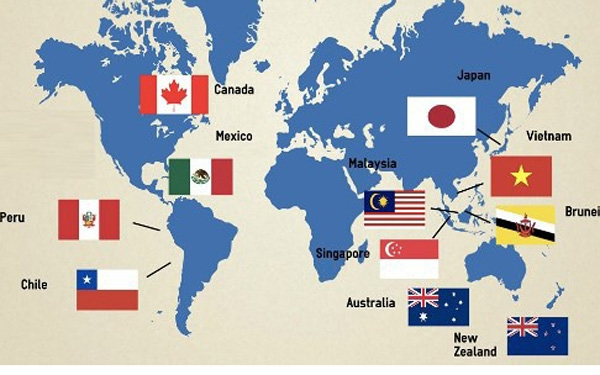 Canada
Japan
Mexico
Vietnam
Malaysia
Peru
Brunei
Singapore
Chile
Australia
New
Zealand